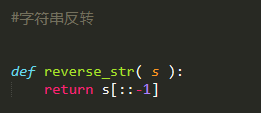 #字符串反转
def reverse_str( s ):
    return s[::-1]